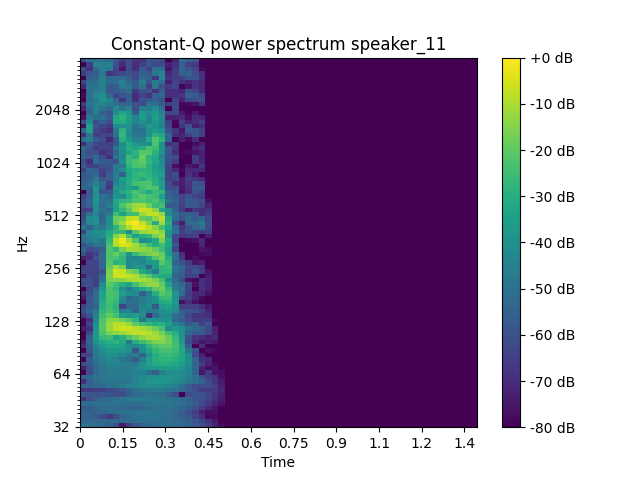 Constant-Q power spectrum speaker_11
Hz
2048
1024
512
256
128
64
32
0 0.15 0.3 0.45 0.6 0.75 0.9 1.1 1.2 1.4
Time
+0 dB
-10 dB
-20 dB
-30 dB
-40 dB
-50 dB
-60 dB
-70 dB
-80 dB